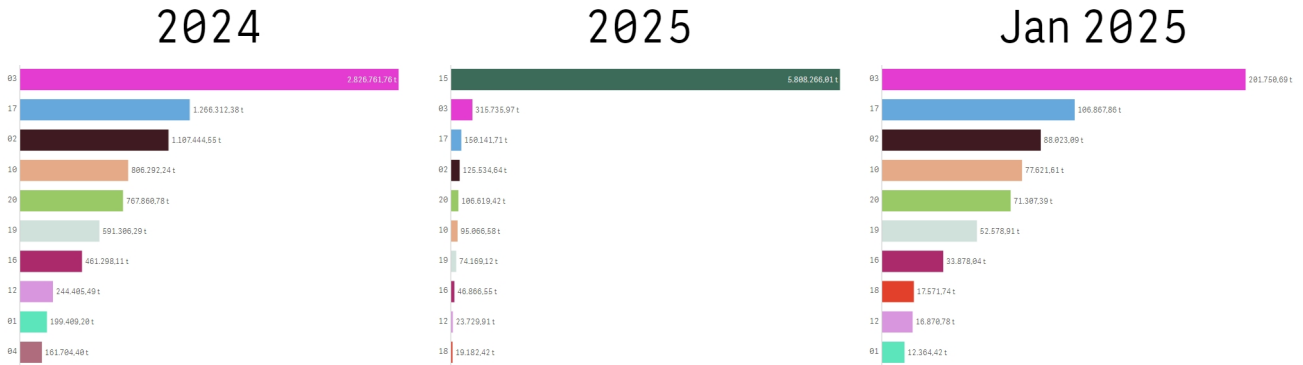 2024
03 2.826.761,76 t
17 1.266.312,38 t
02 1.107.444,55 t
10 806.292,24 t
20 767.860,78 t
19 591.306,29 t
16 461.298,11 t
12 244.405,49 t
01 199.409,20 t
04 161.704,40 t
2025
15 5.808.266,01 t
03 315.735,97 t
17 150.141,71 t
02 125.534,64 t
20 106.619,42 t
10 95.066,58 t
19 74.169,12 t
16 46.866,55 t
12 23.729,91 t
18 19.182,42 t
Jan 2025
03 201.750,69 t
17 106.867,86 t
02 88.023,09 t
10 77.621,61 t
20 71.307,39 t
19 52.578,91 t
16 33.878,04 t
18 17.571,74 t
12 16.870,78 t
01 12.364,42 t